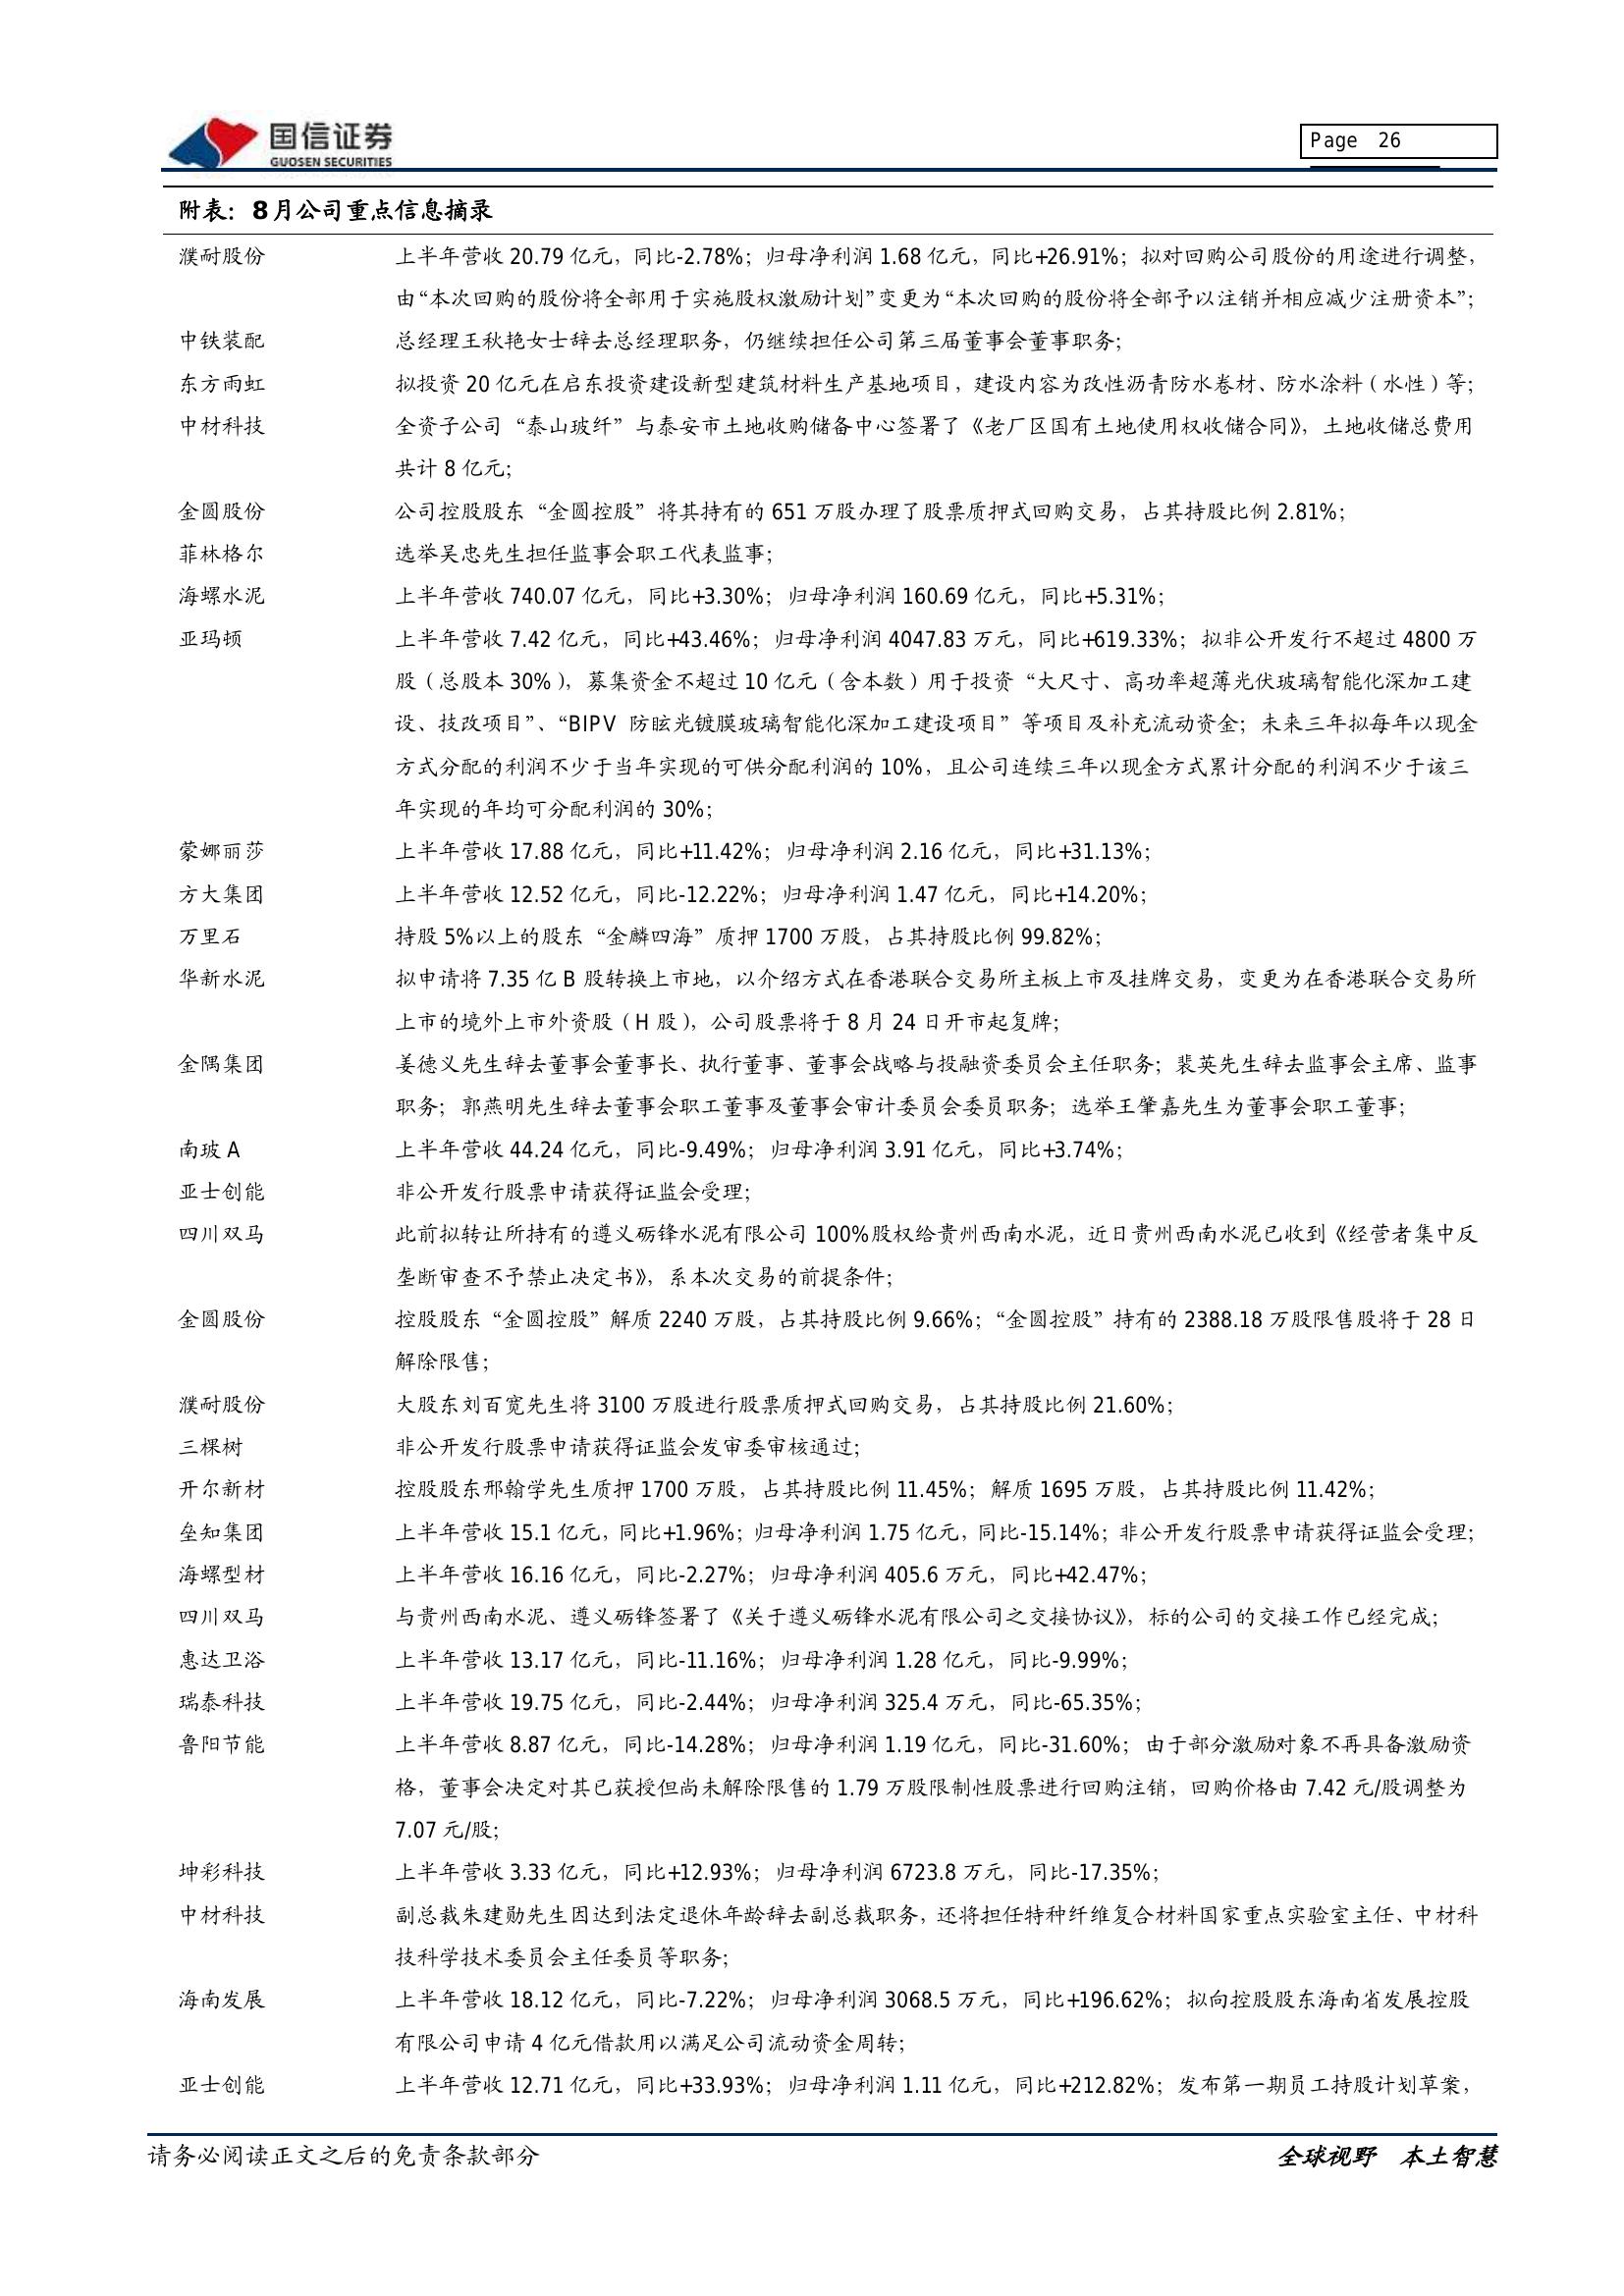 国信证券
GUOSEN SECURITIES
Page 26
附表：8月公司重点信息摘录
濮耐股份 上半年营收 20.79 亿元，同比-2.78%；归母净利润 1.68 亿元，同比+26.91%；拟对回购公司股份的用途进行调整，
由“本次回购的股份将全部用于实施股权激励计划”变更为“本次回购的股份将全部予以注销并相应减少注册资本”；
中铁装配 总经理王秋艳女士辞去总经理职务，仍继续担任公司第三届董事会董事职务；
东方雨虹 拟投资 20 亿元在启东投资建设新型建筑材料生产基地项目，建设内容为改性沥青防水卷材、防水涂料（水性）等；
中材科技 全资子公司“泰山玻纤”与泰安市土地收购储备中心签署了《老厂区国有土地使用权收储合同》，土地收储总费用
共计 8 亿元；
金圆股份 公司控股股东“金圆控股”将其持有的 651 万股办理了股票质押式回购交易，占其持股比例 2.81%；
菲林格尔 选举吴忠先生担任监事会职工代表监事；
海螺水泥 上半年营收 740.07 亿元，同比+3.30%；归母净利润 160.69 亿元，同比+5.31%；
亚玛顿 上半年营收 7.42 亿元，同比+43.46%；归母净利润 4047.83 万元，同比+619.33%；拟非公开发行不超过 4800 万
股（总股本 30%），募集资金不超过 10 亿元（含本数）用于投资“大尺寸、高功率超薄光伏玻璃智能化深加工建
设、技改项目”、“BIPV 防眩光镀膜玻璃智能化深加工建设项目”等项目及补充流动资金；未来三年拟每年以现金
方式分配的利润不少于当年实现的可供分配利润的 10%，且公司连续三年以现金方式累计分配的利润不少于该三
年实现的年均可分配利润的 30%；
蒙娜丽莎 上半年营收 17.88 亿元，同比+11.42%；归母净利润 2.16 亿元，同比+31.13%；
方大集团 上半年营收 12.52 亿元，同比-12.22%；归母净利润 1.47 亿元，同比+14.20%；
万里石 持股 5%以上的股东“金麟四海”质押 1700 万股，占其持股比例 99.82%；
华新水泥 拟申请将 7.35 亿 B 股转换上市地，以介绍方式在香港联合交易所主板上市及挂牌交易，变更为在香港联合交易所
上市的境外上市外资股（H 股），公司股票将于 8 月 24 日开市起复牌；
金隅集团 姜德义先生辞去董事会董事长、执行董事、董事会战略与投融资委员会主任职务；裴英先生辞去监事会主席、监事
职务；郭燕明先生辞去董事会职工董事及董事会审计委员会委员职务；选举王肇嘉先生为董事会职工董事；
南玻 A 上半年营收 44.24 亿元，同比-9.49%；归母净利润 3.91 亿元，同比+3.74%；
亚士创能 非公开发行股票申请获得证监会受理；
四川双马 此前拟转让所持有的遵义砺锋水泥有限公司 100%股权给贵州西南水泥，近日贵州西南水泥已收到《经营者集中反
垄断审查不予禁止决定书》，系本次交易的前提条件；
金圆股份 控股股东“金圆控股”解质 2240 万股，占其持股比例 9.66%；“金圆控股”持有的 2388.18 万股限售股将于 28 日
解除限售；
濮耐股份 大股东刘百宽先生将 3100 万股进行股票质押式回购交易，占其持股比例 21.60%；
三棵树 非公开发行股票申请获得证监会发审委审核通过；
开尔新材 控股股东邢翰学先生质押 1700 万股，占其持股比例 11.45%；解质 1695 万股，占其持股比例 11.42%；
垒知集团 上半年营收 15.1 亿元，同比+1.96%；归母净利润 1.75 亿元，同比-15.14%；非公开发行股票申请获得证监会受理；
海螺型材 上半年营收 16.16 亿元，同比-2.27%；归母净利润 405.6 万元，同比+42.47%；
四川双马 与贵州西南水泥、遵义砺锋签署了《关于遵义砺锋水泥有限公司之交接协议》，标的公司的交接工作已经完成；
惠达卫浴 上半年营收 13.17 亿元，同比-11.16%；归母净利润 1.28 亿元，同比-9.99%；
瑞泰科技 上半年营收 19.75 亿元，同比-2.44%；归母净利润 325.4 万元，同比-65.35%；
鲁阳节能 上半年营收 8.87 亿元，同比-14.28%；归母净利润 1.19 亿元，同比-31.60%；由于部分激励对象不再具备激励资
格，董事会决定对其已获授但尚未解除限售的 1.79 万股限制性股票进行回购注销，回购价格由 7.42 元/股调整为
7.07 元/股；
坤彩科技 上半年营收 3.33 亿元，同比+12.93%；归母净利润 6723.8 万元，同比-17.35%；
中材科技 副总裁朱建勋先生因达到法定退休年龄辞去副总裁职务，还将担任特种纤维复合材料国家重点实验室主任、中材科
技科学技术委员会主任委员等职务；
海南发展 上半年营收 18.12 亿元，同比-7.22%；归母净利润 3068.5 万元，同比+196.62%；拟向控股股东海南省发展控股
有限公司申请 4 亿元借款用以满足公司流动资金周转；
亚士创能 上半年营收 12.71 亿元，同比+33.93%；归母净利润 1.11 亿元，同比+212.82%；发布第一期员工持股计划草案，
请务必阅读正文之后的免责条款部分 全球视野 本土智慧